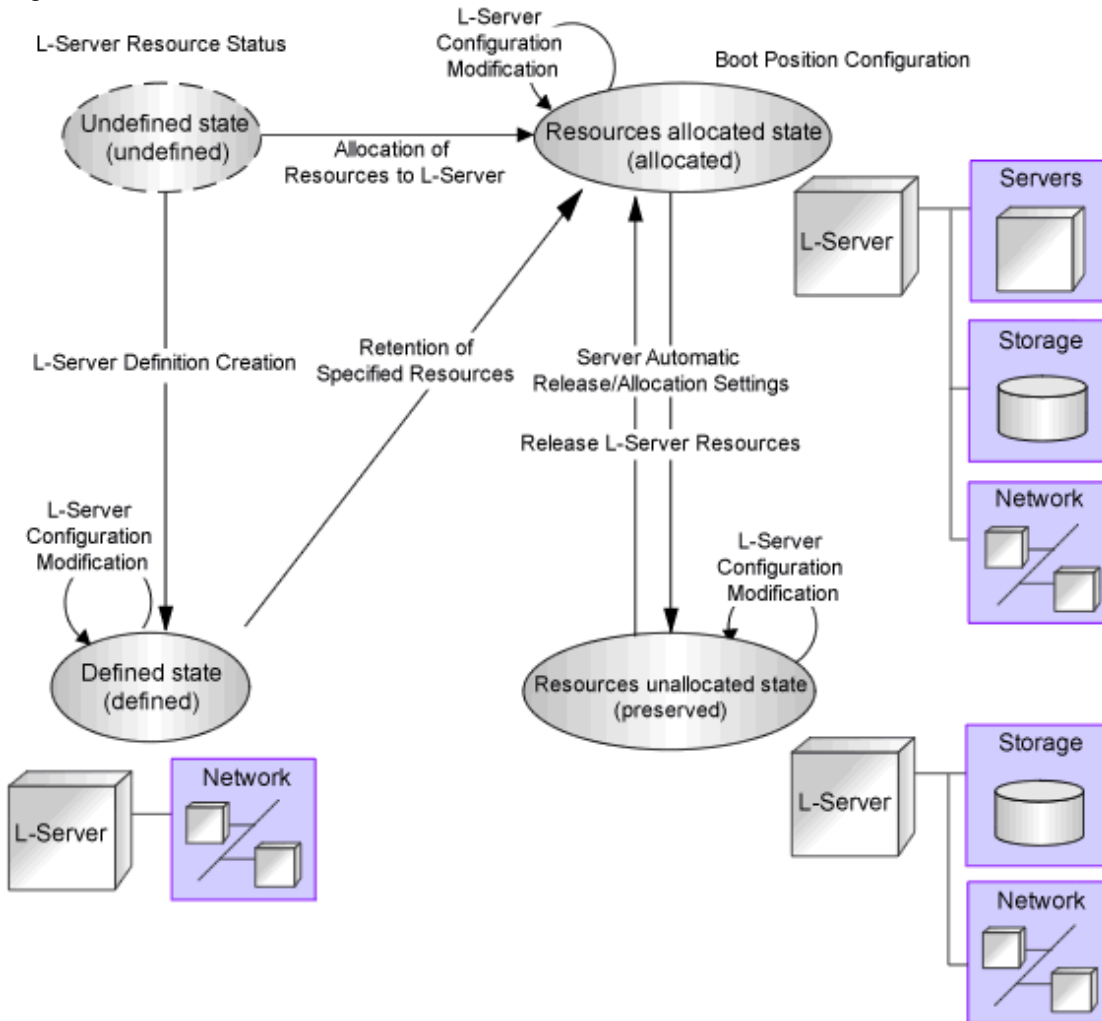 L-Server Resource Status
L-Server
Configuration
Modification
Boot Position Configuration
Undefined state
(undefined)
Allocation of
Resources to L-Server
Resources allocated state
(allocated)
Servers
L-Server
Storage
Network
L-Server Definition Creation
Retention of
Specified Resources
Server Automatic
Release/Allocation Settings
Release L-Server Resources
L-Server
Configuration
Modification
L-Server
Configuration
Modification
Defined state
(defined)
Resources unallocated state
(preserved)
L-Server
Network
L-Server
Storage
Network